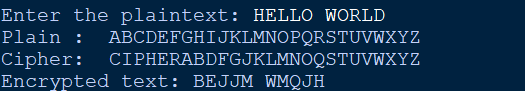 Enter the plaintext: HELLO WORLD
Plain :  ABCDEFGHIJKLMNOPQRSTUVWXYZ
Cipher:  CIPHERABDFGJKLMNOQSTUVWXYZ
Encrypted text: BEJJM WMQJH